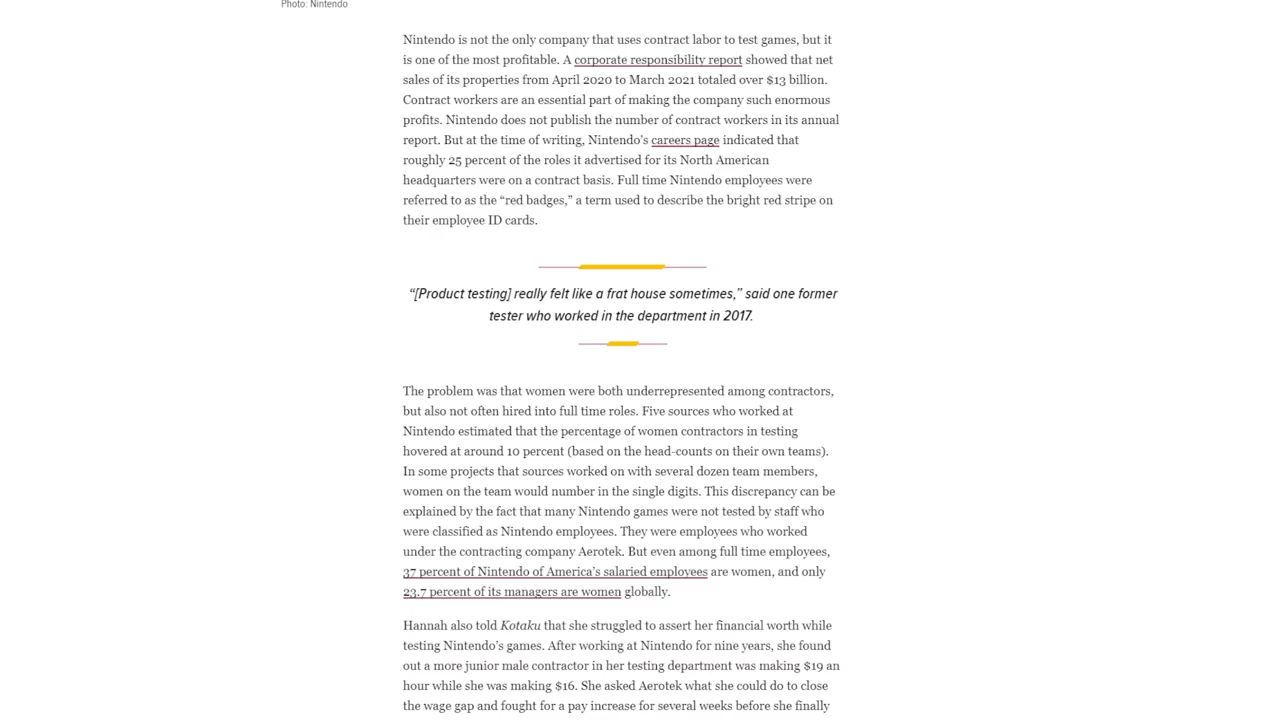 Photo: Nintendo
Nintendo is not the only company that uses contract labor to test games, but it
is one of the most profitable. A corporate responsibility report showed that net
sales of its properties from April 2020 to March 2021 totaled over $13 billion.
Contract workers are an essential part of making the company such enormous
profits. Nintendo does not publish the number of contract workers in its annual
report. But at the time of writing, Nintendo’s careers page indicated that
roughly 25 percent of the roles it advertised for its North American
headquarters were on a contract basis. Full time Nintendo employees were
referred to as the “red badges,” a term used to describe the bright red stripe on
their employee ID cards.
“[Product testing] really felt like a frat house sometimes,” said one former
tester who worked in the department in 2017.
The problem was that women were both underrepresented among contractors,
but also not often hired into full time roles. Five sources who worked at
Nintendo estimated that the percentage of women contractors in testing
hovered at around 10 percent (based on the head-counts on their own teams).
In some projects that sources worked on with several dozen team members,
women on the team would number in the single digits. This discrepancy can be
explained by the fact that many Nintendo games were not tested by staff who
were classified as Nintendo employees. They were employees who worked
under the contracting company Aerotek. But even among full time employees,
37 percent of Nintendo of America’s salaried employees are women, and only
23.7 percent of its managers are women globally.
Hannah also told Kotaku that she struggled to assert her financial worth while
testing Nintendo’s games. After working at Nintendo for nine years, she found
out a more junior male contractor in her testing department was making $19 an
hour while she was making $16. She asked Aerotek what she could do to close
the wage gap and fought for a pay increase for several weeks before she finally